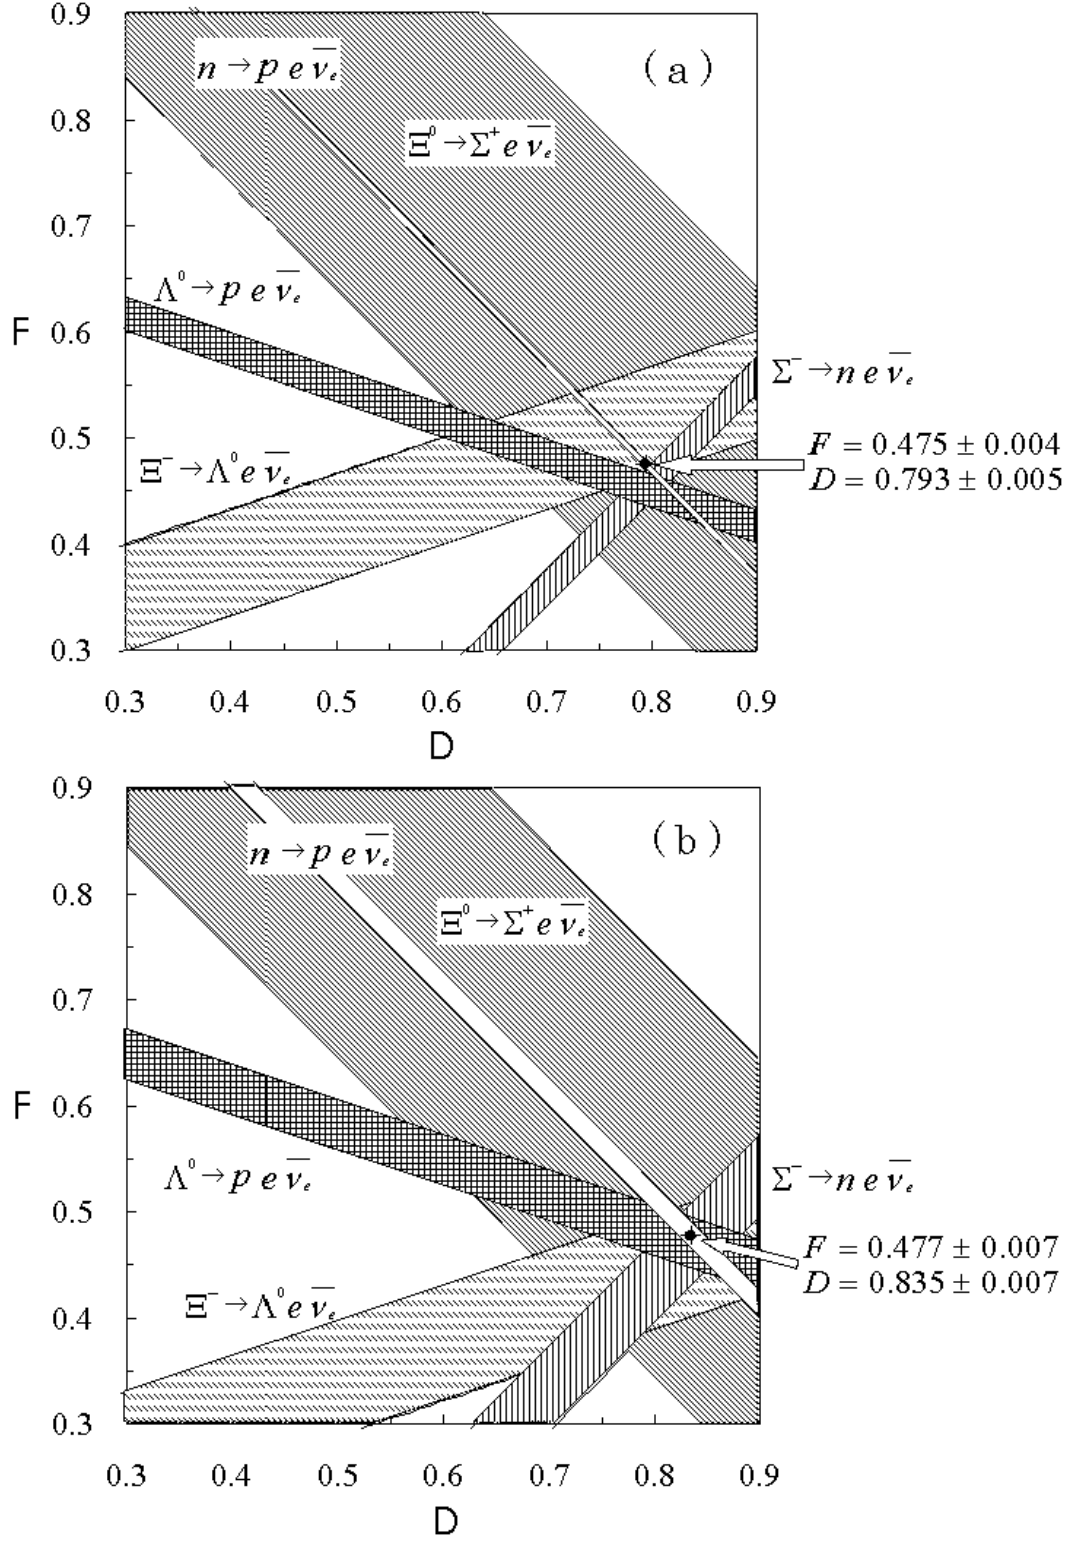 0.9
(a)
n → p e ν̄ₑ
0.8
Ξ⁰ → Σ⁺ e ν̄ₑ
0.7
Λ⁰ → p e ν̄ₑ
F 0.6
Σ⁻ → n e ν̄ₑ
0.5
F = 0.475 ± 0.004
Ξ⁻ → Λ⁰ e ν̄ₑ
D = 0.793 ± 0.005
0.4
0.3
0.3 0.4 0.5 0.6 0.7 0.8 0.9
D
0.9
(b)
n → p e ν̄ₑ
0.8
Ξ⁰ → Σ⁺ e ν̄ₑ
0.7
F 0.6
Λ⁰ → p e ν̄ₑ
Σ⁻ → n e ν̄ₑ
0.5
F = 0.477 ± 0.007
D = 0.835 ± 0.007
Ξ⁻ → Λ⁰ e ν̄ₑ
0.4
0.3
0.3 0.4 0.5 0.6 0.7 0.8 0.9
D